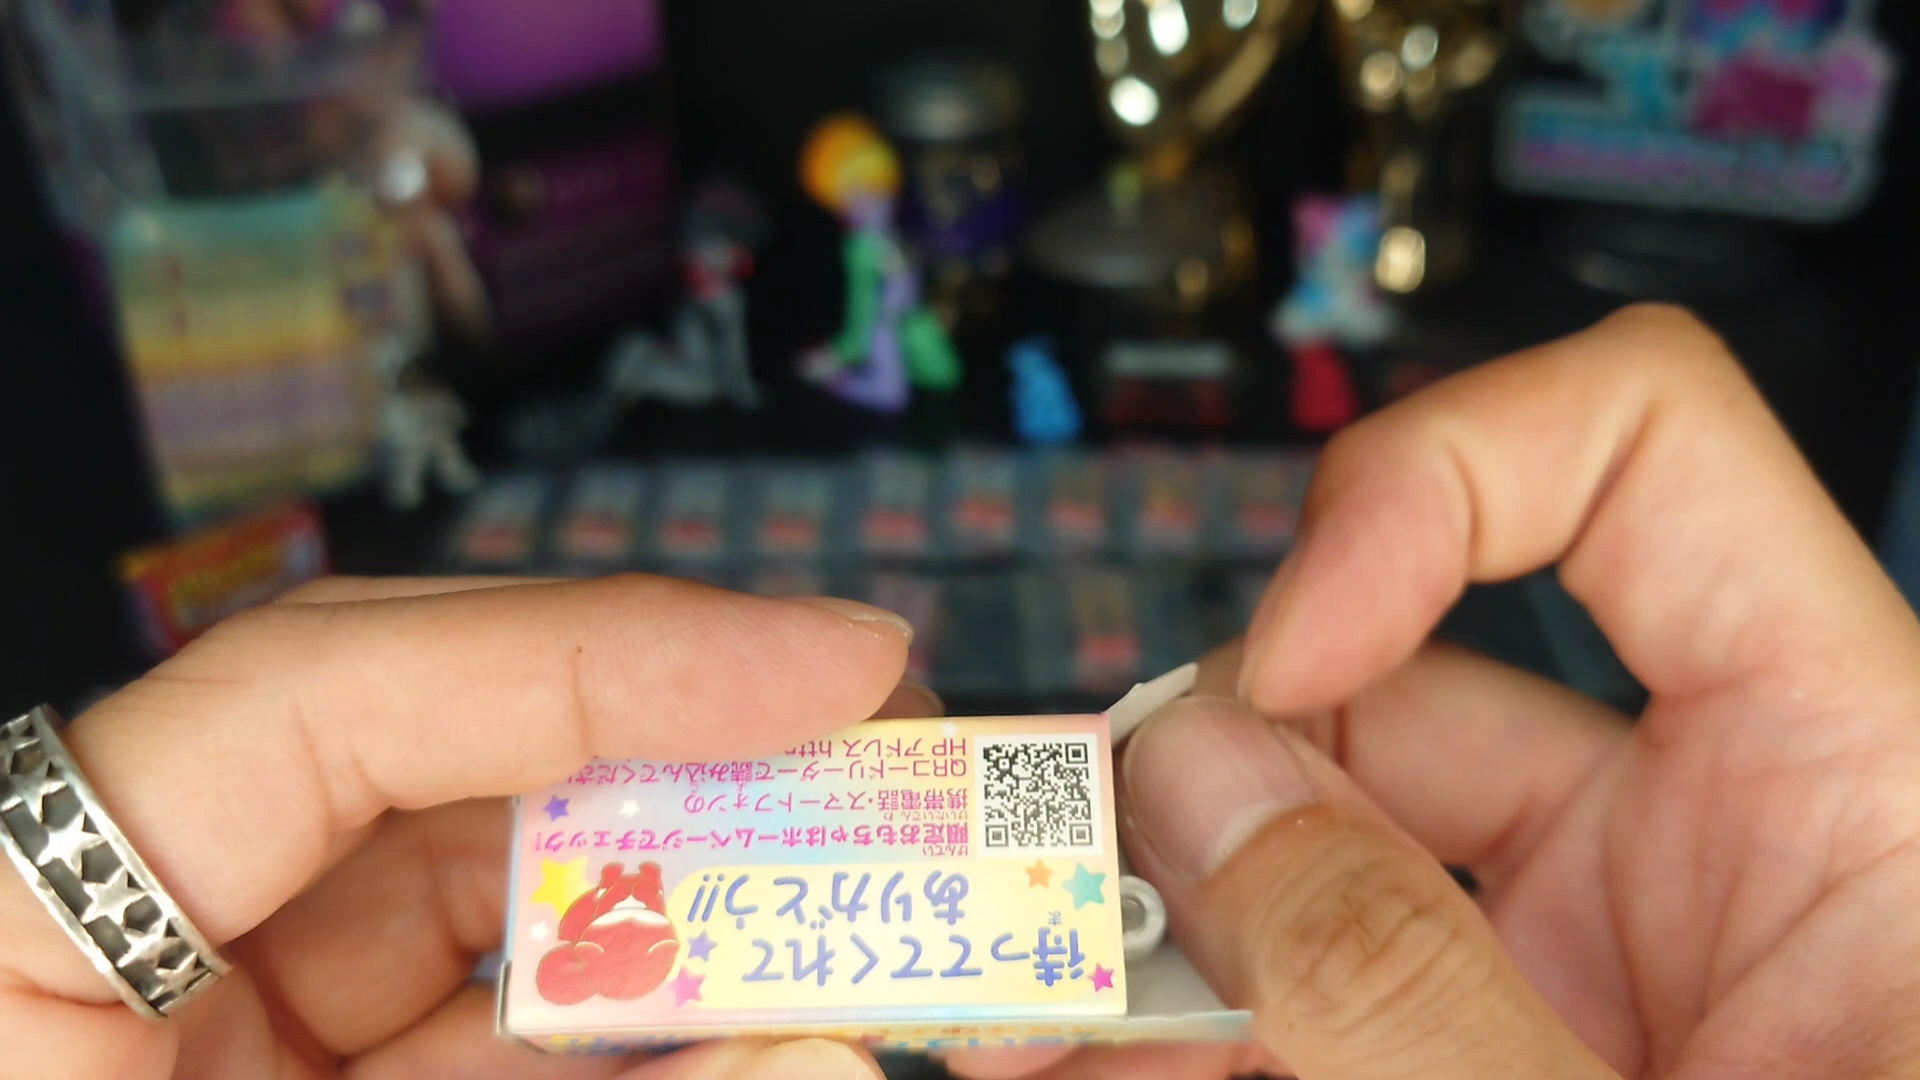 待ってくれて
ありがとう!!
限定おもちゃはホームページでチェック!
携帯電話・スマートフォンの
QRコードリーダーで読み込んでください
HPアドレス http